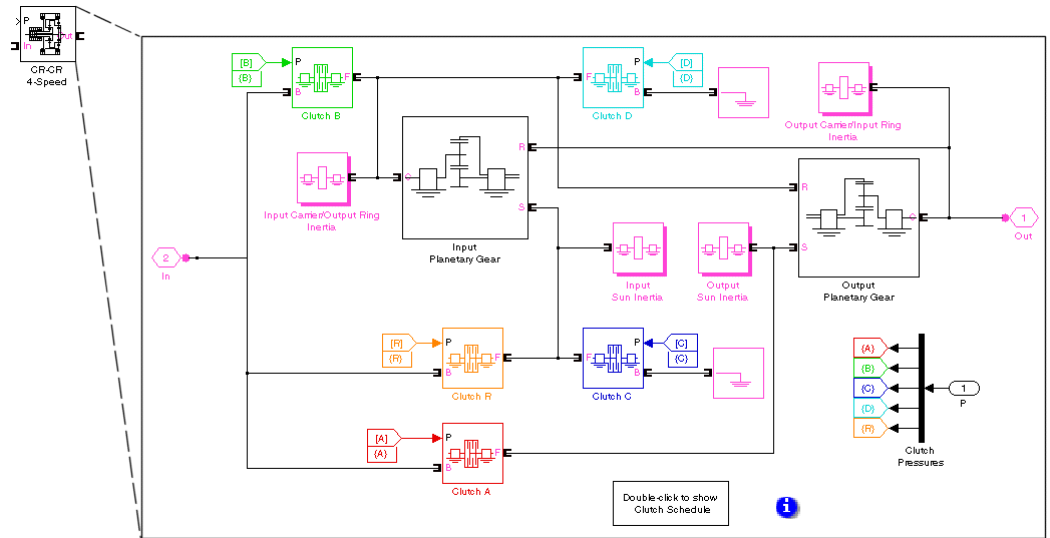 P
In
Out
CR-CR
4-Speed
[B]
{B}
P
F
B
Clutch B
P
F
B
Clutch D
[D]
{D}
Output Carrier/Input Ring
Inertia
C
R
S
Input
Planetary Gear
Input Carrier/Output Ring
Inertia
R
S
C
Output
Planetary Gear
1
Out
2
In
Input
Sun Inertia
Output
Sun Inertia
[R]
{R}
P
F
B
Clutch R
P
F
B
Clutch C
[C]
{C}
[A]
{A}
P
F
B
Clutch A
{A}
{B}
{C}
{D}
{R}
1
P
Clutch
Pressures
Double-click to show
Clutch Schedule
i